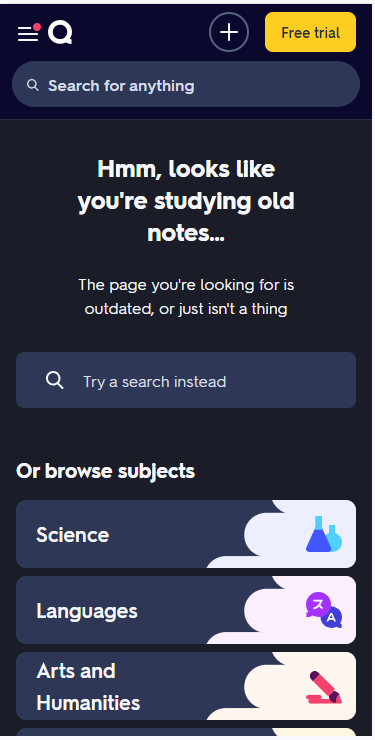 Free trial
Search for anything
Hmm, looks like
you're studying old
notes...
The page you're looking for is
outdated, or just isn't a thing
Try a search instead
Or browse subjects
Science
Languages
ス
A
Arts and
Humanities